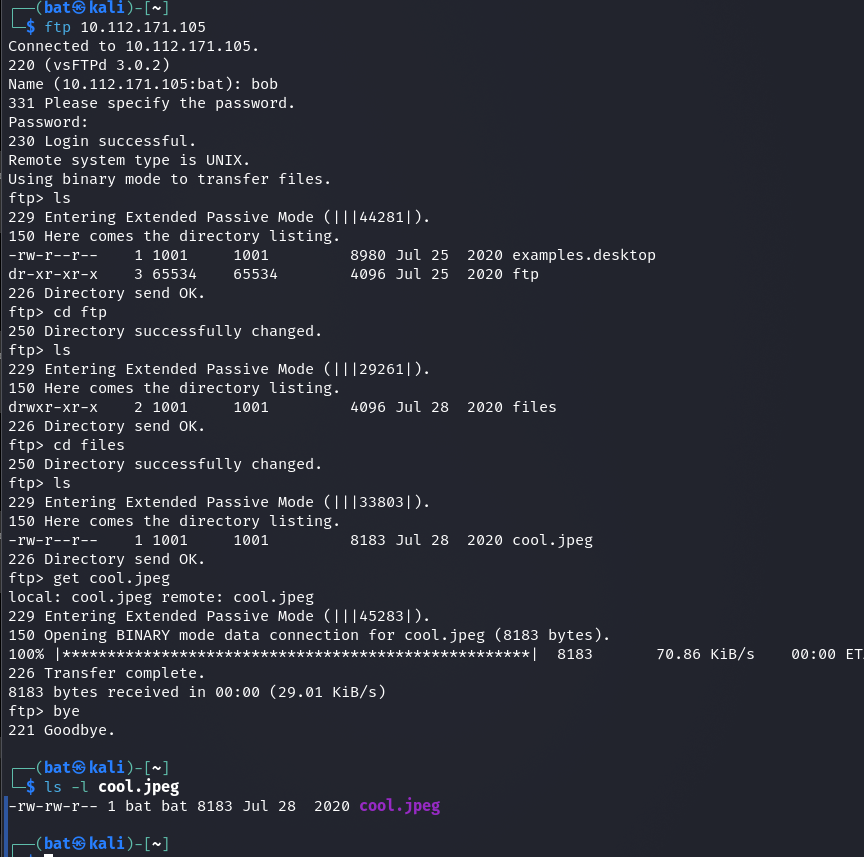 ┌──(bat㉿kali)-[~]
└─$ ftp 10.112.171.105
Connected to 10.112.171.105.
220 (vsFTPd 3.0.2)
Name (10.112.171.105:bat): bob
331 Please specify the password.
Password:
230 Login successful.
Remote system type is UNIX.
Using binary mode to transfer files.
ftp> ls
229 Entering Extended Passive Mode (|||44281|).
150 Here comes the directory listing.
-rw-r--r--    1 1001     1001         8980 Jul 25  2020 examples.desktop
dr-xr-xr-x    3 65534    65534        4096 Jul 25  2020 ftp
226 Directory send OK.
ftp> cd ftp
250 Directory successfully changed.
ftp> ls
229 Entering Extended Passive Mode (|||29261|).
150 Here comes the directory listing.
drwxr-xr-x    2 1001     1001         4096 Jul 28  2020 files
226 Directory send OK.
ftp> cd files
250 Directory successfully changed.
ftp> ls
229 Entering Extended Passive Mode (|||33803|).
150 Here comes the directory listing.
-rw-r--r--    1 1001     1001         8183 Jul 28  2020 cool.jpeg
226 Directory send OK.
ftp> get cool.jpeg
local: cool.jpeg remote: cool.jpeg
229 Entering Extended Passive Mode (|||45283|).
150 Opening BINARY mode data connection for cool.jpeg (8183 bytes).
100% |****************************************************|  8183       70.86 KiB/s    00:00 ET
226 Transfer complete.
8183 bytes received in 00:00 (29.01 KiB/s)
ftp> bye
221 Goodbye.
┌──(bat㉿kali)-[~]
└─$ ls -l cool.jpeg
-rw-rw-r-- 1 bat bat 8183 Jul 28  2020 cool.jpeg
┌──(bat㉿kali)-[~]